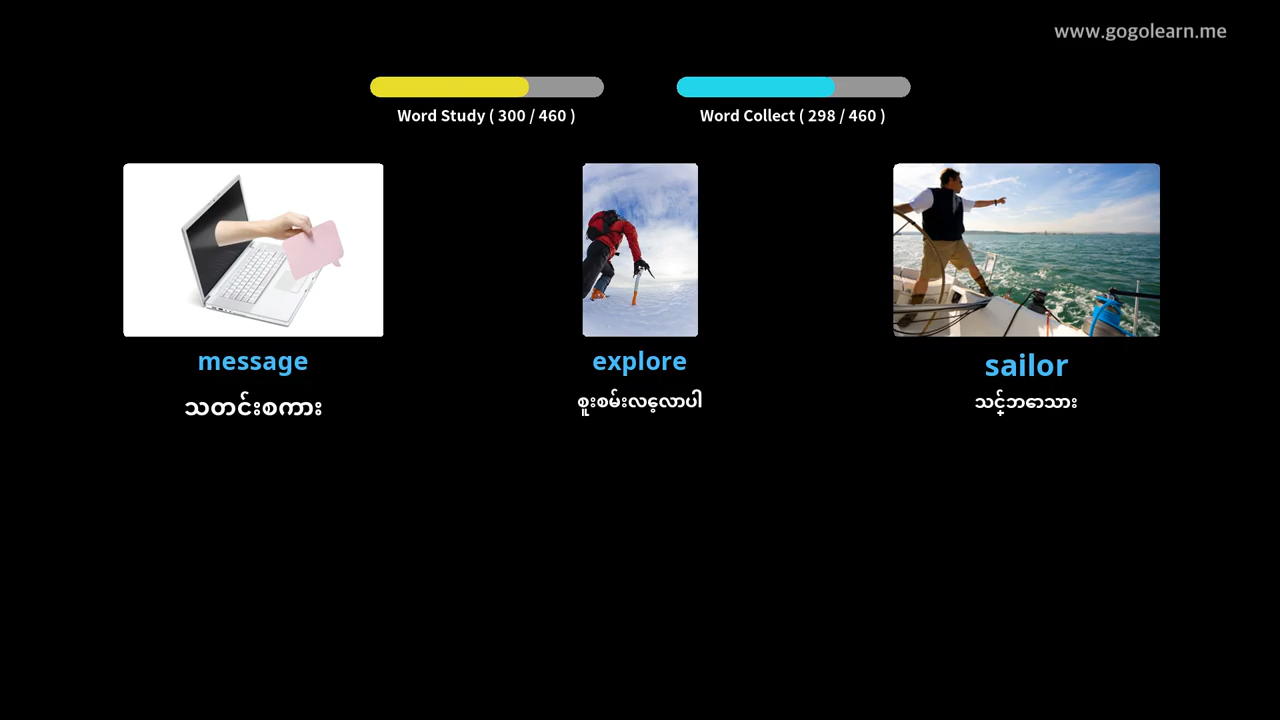 www.gogolearn.me
Word Study ( 300 / 460 )
Word Collect ( 298 / 460 )
message
explore
sailor
သတင်းစကား
စူးစမ်းလေ့လာပါ
သင်္ဘောသား